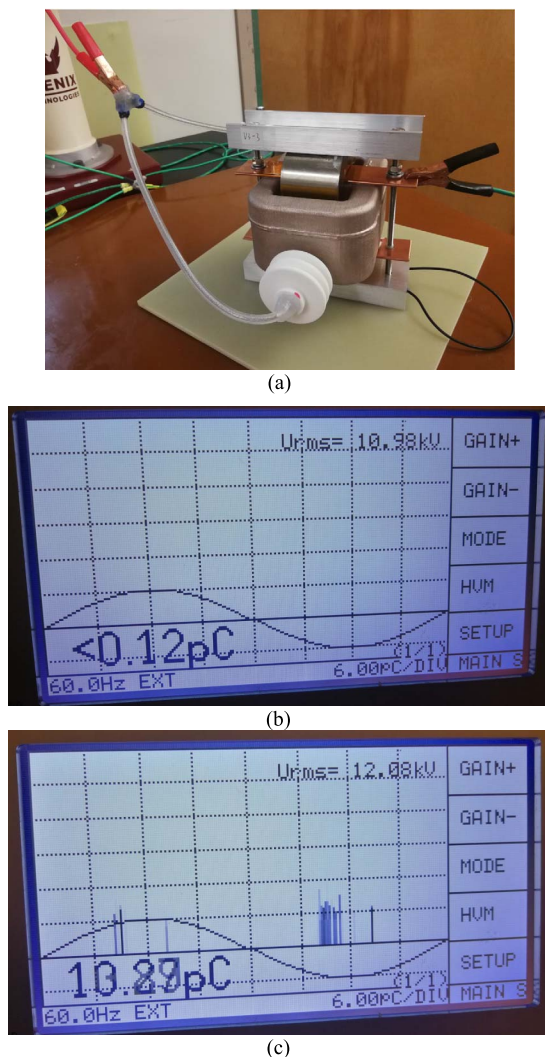 ENIX
(a)
Urms= 10.98kV
GAIN+
GAIN-
MODE
HVM
SETUP
<0.12pC
(1/1)
60.0Hz EXT
6.00pC/DIV
MAIN
(b)
Urms= 12.08kV
GAIN+
GAIN-
MODE
HVM
SETUP
pC
(1/1)
60.0Hz EXT
6.00pC/DIV
MAIN
(c)